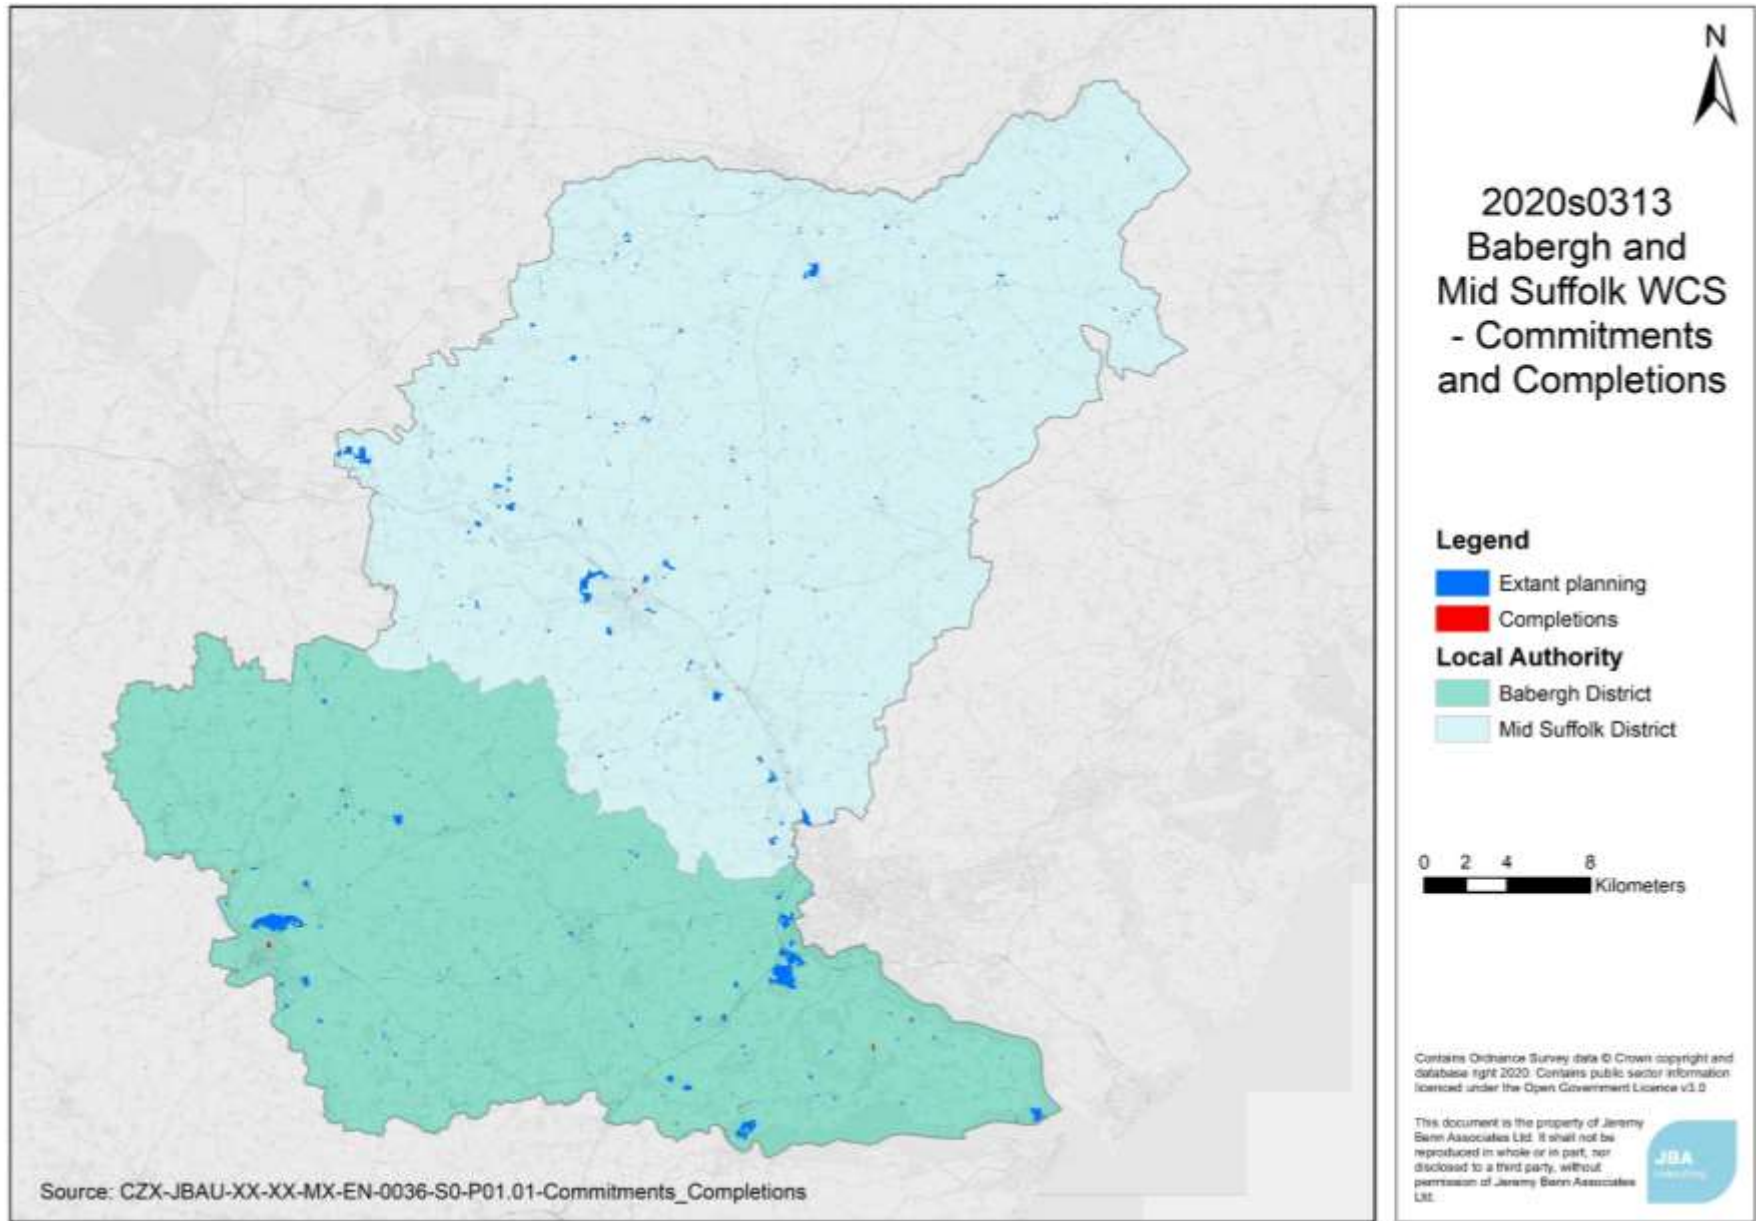 N
2020s0313
Babergh and
Mid Suffolk WCS
- Commitments
and Completions
Legend
Extant planning
Completions
Local Authority
Babergh District
Mid Suffolk District
0 2 4 8
Kilometers
Contains Ordnance Survey data © Crown copyright and
database right 2020. Contains public sector information
licenced under the Open Government Licence v3.0
This document is the property of Jeremy
Benn Associates Ltd. It shall not be
reproduced in whole or in part, nor
disclosed to a third party, without
permission of Jeremy Benn Associates
Ltd.
JBA
consulting
Source: CZX-JBAU-XX-XX-MX-EN-0036-S0-P01.01-Commitments_Completions